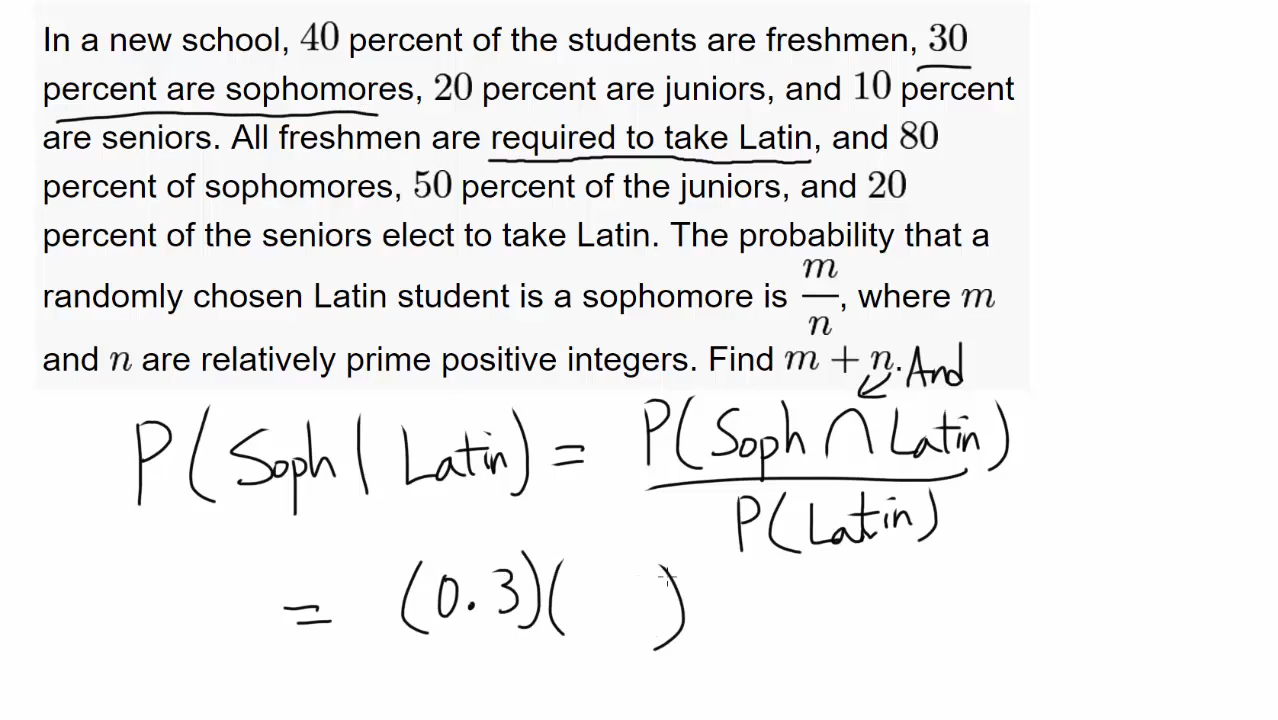 In a new school, 40 percent of the students are freshmen, 30
percent are sophomores, 20 percent are juniors, and 10 percent
are seniors. All freshmen are required to take Latin, and 80
percent of sophomores, 50 percent of the juniors, and 20
percent of the seniors elect to take Latin. The probability that a
randomly chosen Latin student is a sophomore is m/n, where m
and n are relatively prime positive integers. Find m + n.
And
P(Soph | Latin) = P(Soph ∩ Latin)
P(Latin)
= (0.3)( )